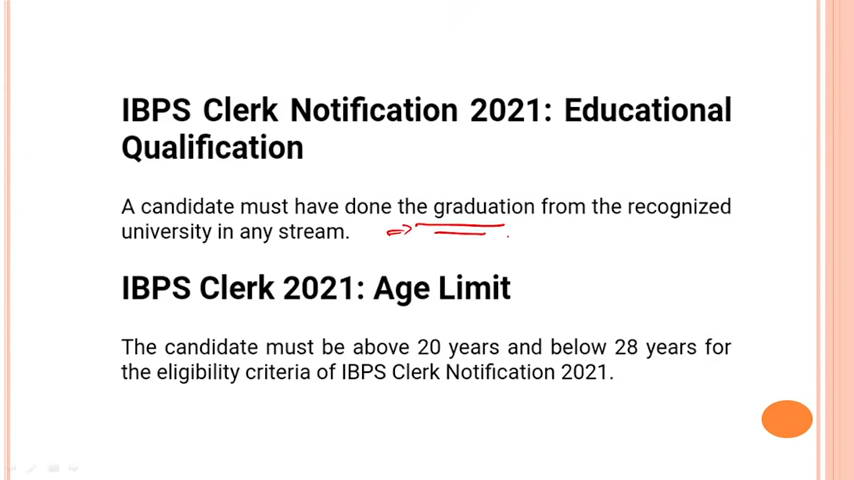 IBPS Clerk Notification 2021: Educational
Qualification
A candidate must have done the graduation from the recognized
university in any stream.
IBPS Clerk 2021: Age Limit
The candidate must be above 20 years and below 28 years for
the eligibility criteria of IBPS Clerk Notification 2021.